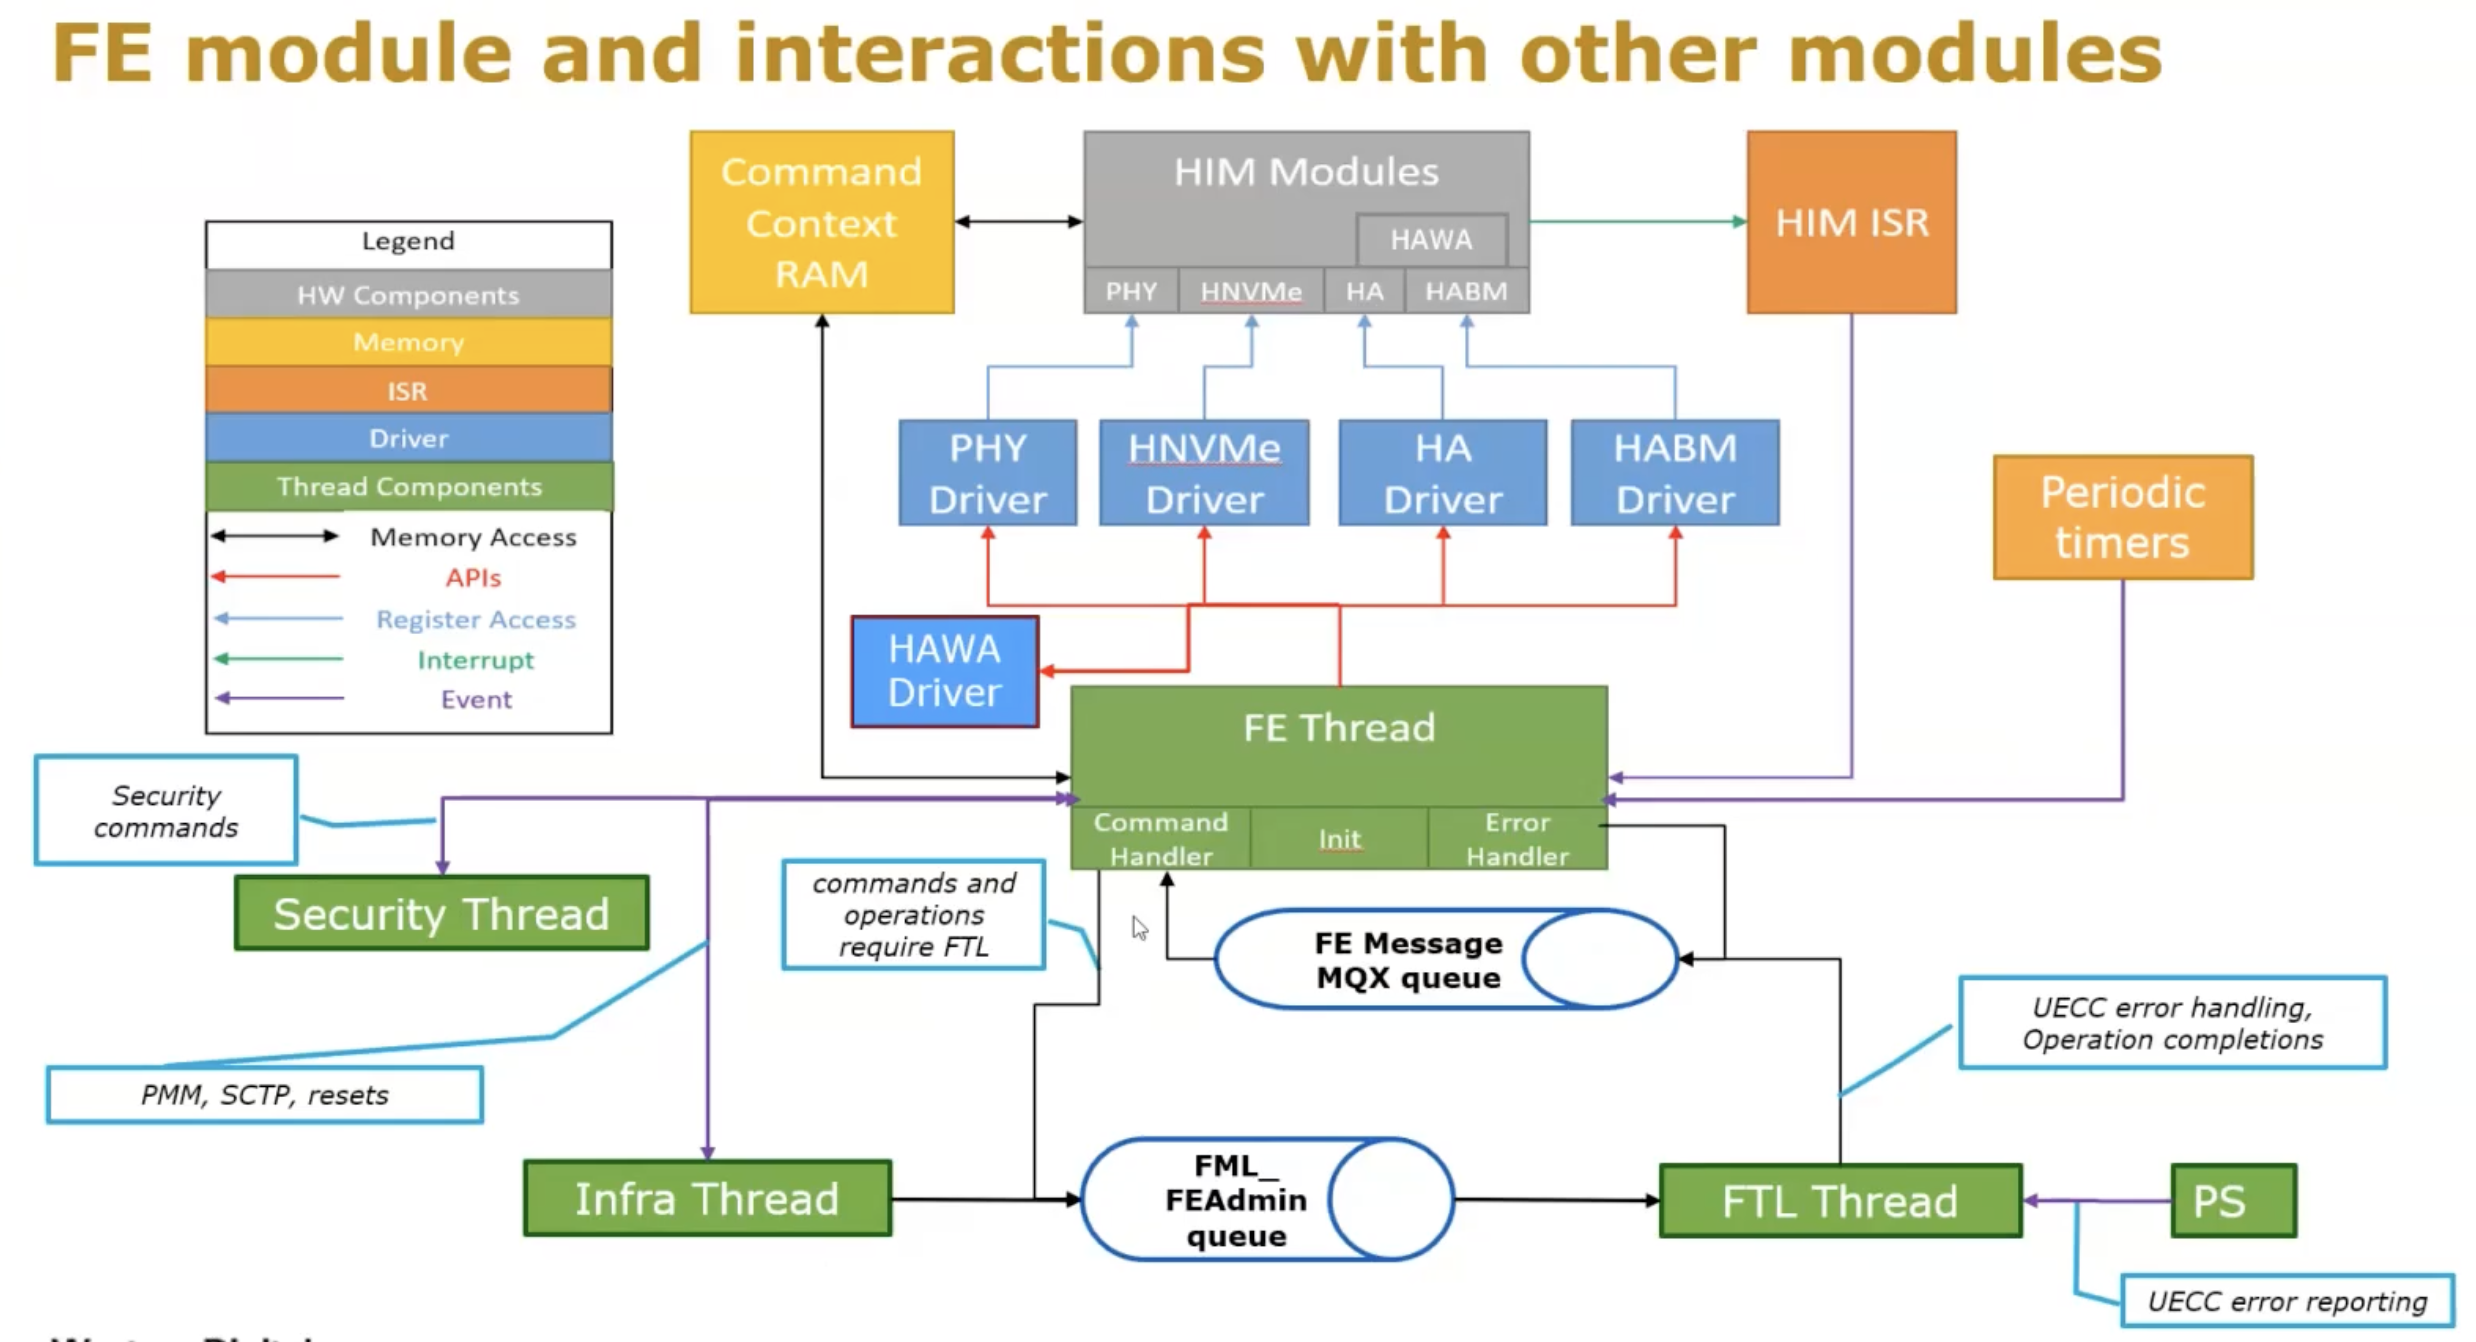 FE module and interactions with other modules
Command
Context
RAM
HIM Modules
HAWA
PHY
HNVMe
HA
HABM
HIM ISR
Legend
HW Components
Memory
ISR
Driver
Thread Components
Memory Access
APIs
Register Access
Interrupt
Event
PHY
Driver
HNVMe
Driver
HA
Driver
HABM
Driver
Periodic
timers
HAWA
Driver
FE Thread
Command
Handler
Init
Error
Handler
Security
commands
Security Thread
commands and
operations
require FTL
FE Message
MQX queue
UECC error handling,
Operation completions
PMM, SCTP, resets
Infra Thread
FML_
FEAdmin
queue
FTL Thread
PS
UECC error reporting